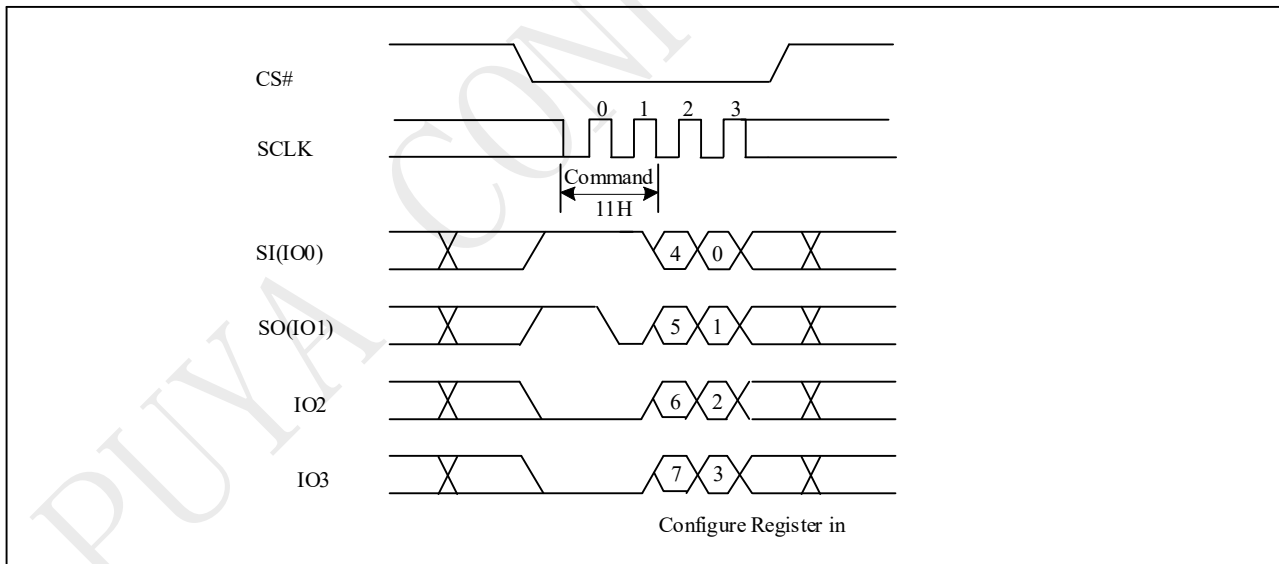 PUYA CONF
CS#
0 1 2 3
SCLK
Command
11H
SI(IO0)
4 0
SO(IO1)
5 1
IO2
6 2
IO3
7 3
Configure Register in